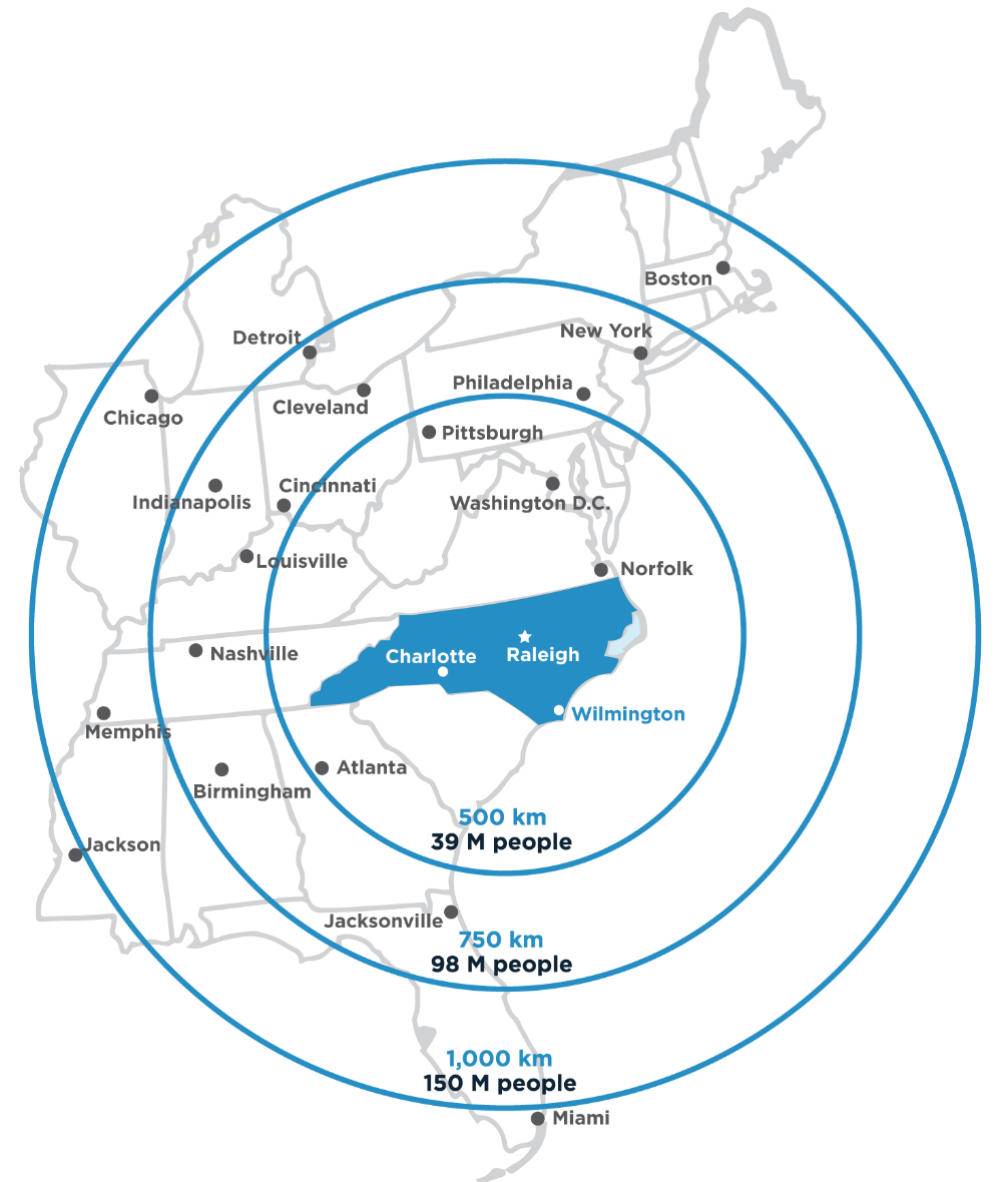 Boston
New York
Detroit
Philadelphia
Cleveland
Chicago
Pittsburgh
Cincinnati
Indianapolis
Washington D.C.
Louisville
Norfolk
Nashville
Charlotte
Raleigh
Wilmington
Memphis
Atlanta
Birmingham
500 km
39 M people
Jackson
Jacksonville
750 km
98 M people
1,000 km
150 M people
Miami